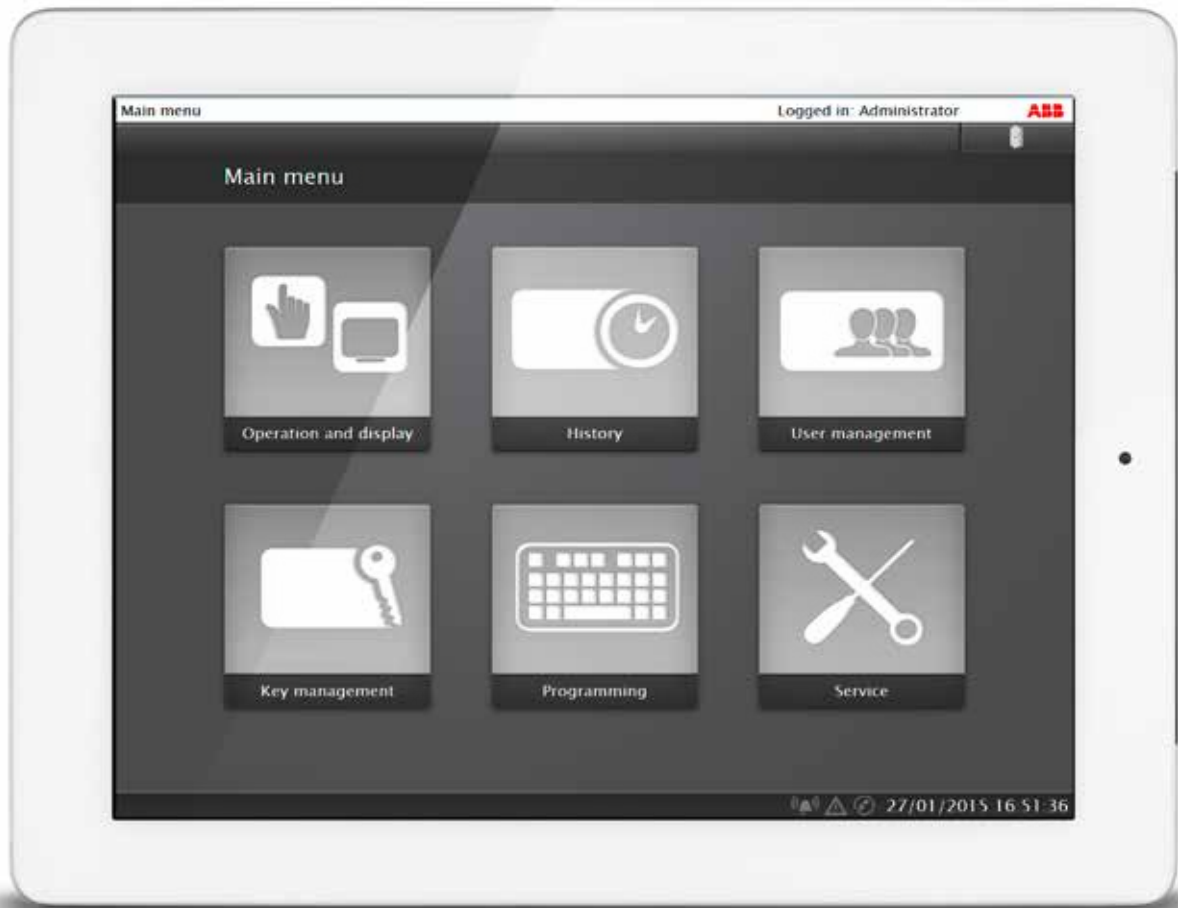 Main menu Logged in: Administrator ABB
Main menu
Operation and display History User management
Key management Programming Service
27/01/2015 16:51:36